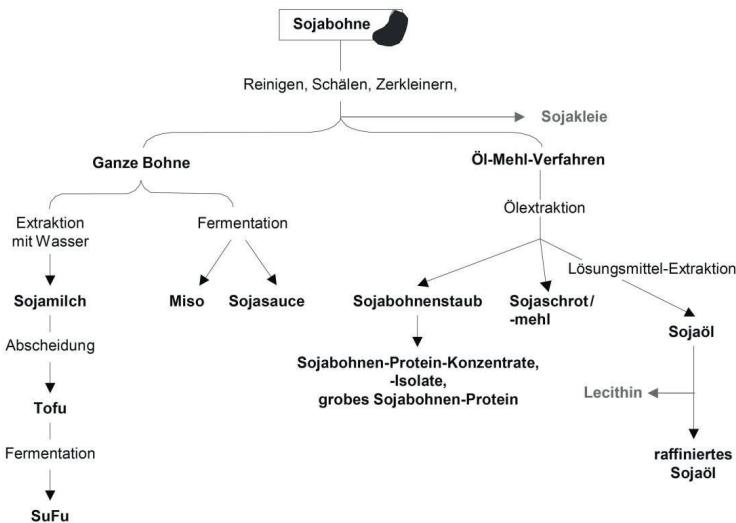 Sojabohne
Reinigen, Schälen, Zerkleinern,
Sojakleie
Ganze Bohne
Öl-Mehl-Verfahren
Extraktion
mit Wasser
Fermentation
Ölextraktion
Lösungsmittel-Extraktion
Sojamilch
Miso
Sojasauce
Sojabohnenstaub
Sojaschrot/
-mehl
Sojaöl
Abscheidung
Sojabohnen-Protein-Konzentrate,
-Isolate,
grobes Sojabohnen-Protein
Lecithin
Tofu
Fermentation
raffiniertes
Sojaöl
SuFu